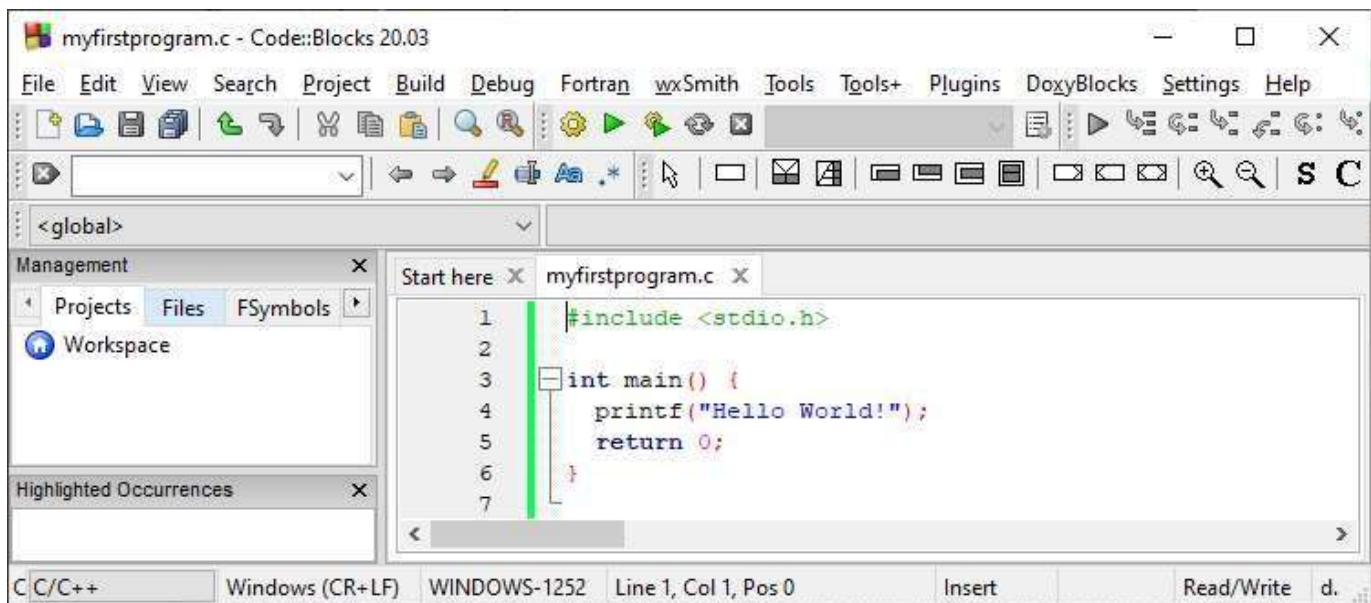 myfirstprogram.c - Code::Blocks 20.03
File Edit View Search Project Build Debug Fortran wxSmith Tools Tools+ Plugins DoxyBlocks Settings Help
Aa .* S C
<global>
Management
Projects Files FSymbols
Workspace
Highlighted Occurrences
Start here myfirstprogram.c
1 #include <stdio.h>
2
3 int main() {
4 printf("Hello World!");
5 return 0;
6 }
7
C C/C++ Windows (CR+LF) WINDOWS-1252 Line 1, Col 1, Pos 0 Insert Read/Write d.